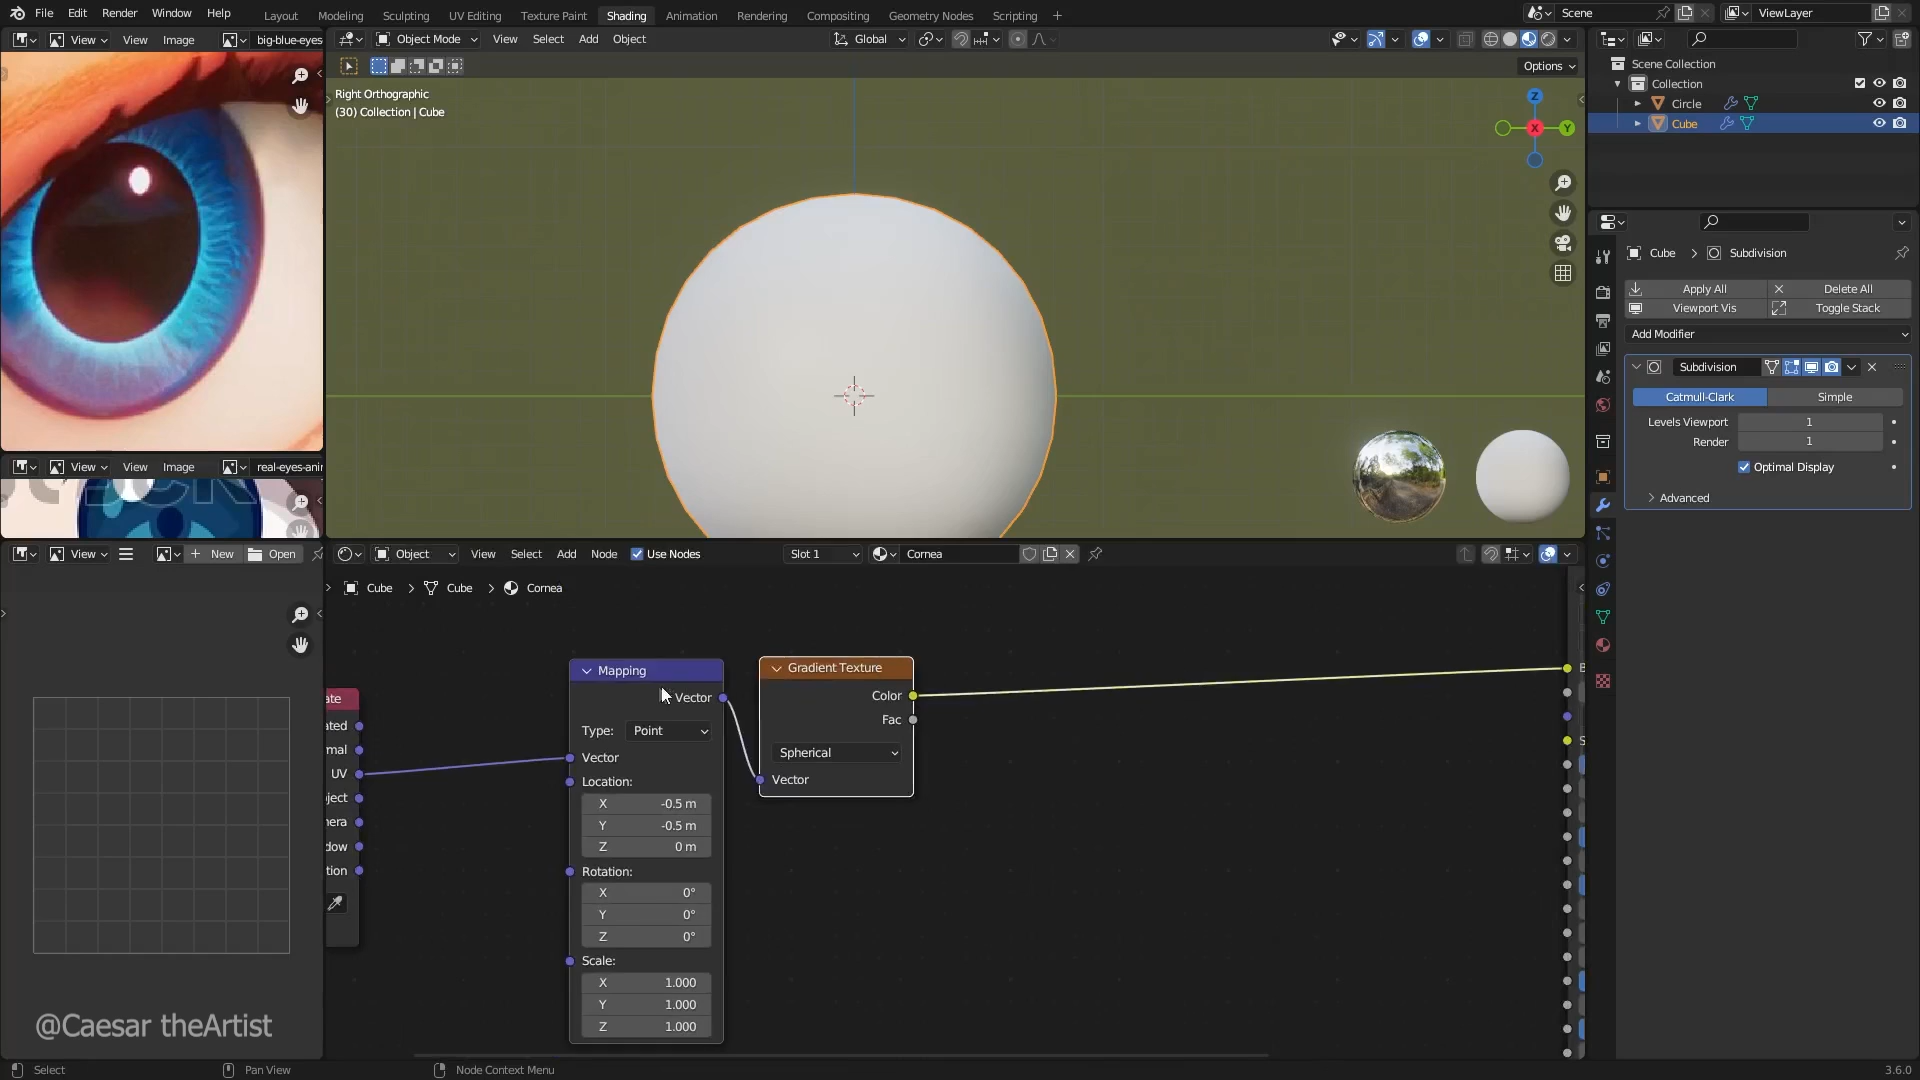 File Edit Render Window Help
Layout Modeling Sculpting UV Editing Texture Paint Shading Animation Rendering Compositing Geometry Nodes Scripting +
Scene
ViewLayer
View View Image big-blue-eyes
Object Mode View Select Add Object Global
Options
Right Orthographic
(30) Collection | Cube
Z
X
Y
Scene Collection
Collection
Circle
Cube
Cube > Subdivision
Apply All Delete All
Viewport Vis Toggle Stack
Add Modifier
Subdivision
Catmull-Clark Simple
Levels Viewport 1
Render 1
Optimal Display
Advanced
View View Image real-eyes-anir
View New Open
Object View Select Add Node Use Nodes Slot 1 Cornea
Cube > Cube > Cornea
ate
ated
mal
UV
ject
nera
dow
tion
Mapping
Vector
Type: Point
Vector
Location:
X -0.5 m
Y -0.5 m
Z 0 m
Rotation:
X 0°
Y 0°
Z 0°
Scale:
X 1.000
Y 1.000
Z 1.000
Gradient Texture
Color
Fac
Spherical
Vector
B
S
@Caesar theArtist
Select Pan View Node Context Menu 3.6.0